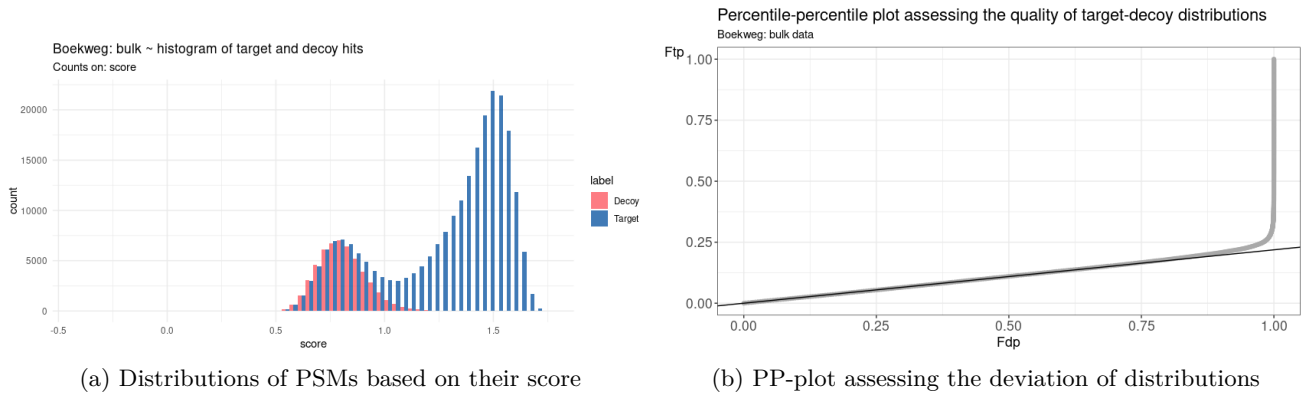 Boekweg: bulk ~ histogram of target and decoy hits
Counts on: score
count
20000
15000
10000
5000
0
-0.5 0.0 0.5 1.0 1.5
score
label
Decoy
Target
(a) Distributions of PSMs based on their score
Percentile-percentile plot assessing the quality of target-decoy distributions
Boekweg: bulk data
Ftp
1.00
0.75
0.50
0.25
0.00
0.00 0.25 0.50 0.75 1.00
Fdp
(b) PP-plot assessing the deviation of distributions